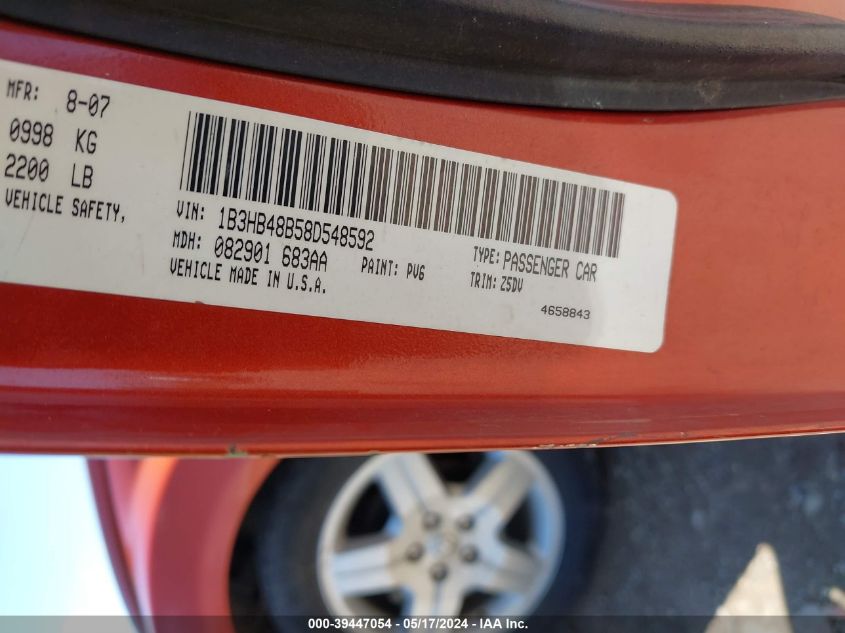 MFR: 8-07
0998 KG
2200 LB
VEHICLE SAFETY,
VIN: 1B3HB48B58D548592
MDH: 082901 683AA
PAINT: PV6
VEHICLE MADE IN U.S.A.
TYPE: PASSENGER CAR
TRIM: Z5DV
4658843
000-39447054 - 05/17/2024 - IAA Inc.